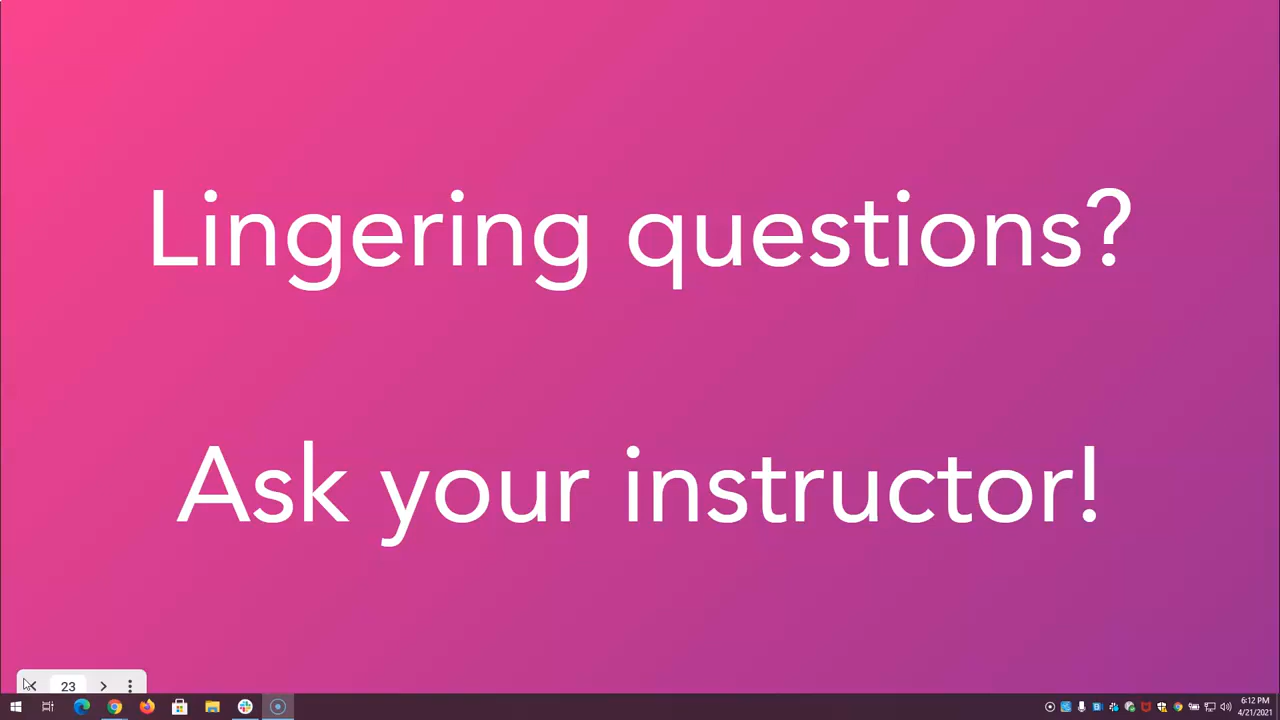 Lingering questions?
Ask your instructor!
23
6:12 PM
4/21/2021